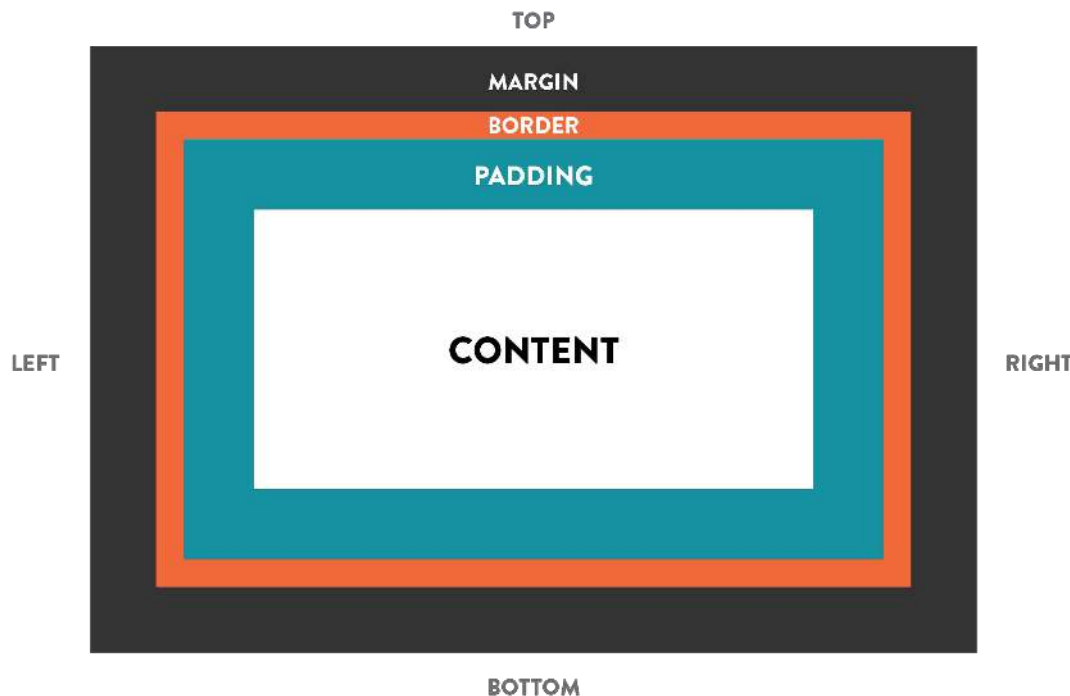 TOP
MARGIN
BORDER
PADDING
CONTENT
LEFT
RIGHT
BOTTOM